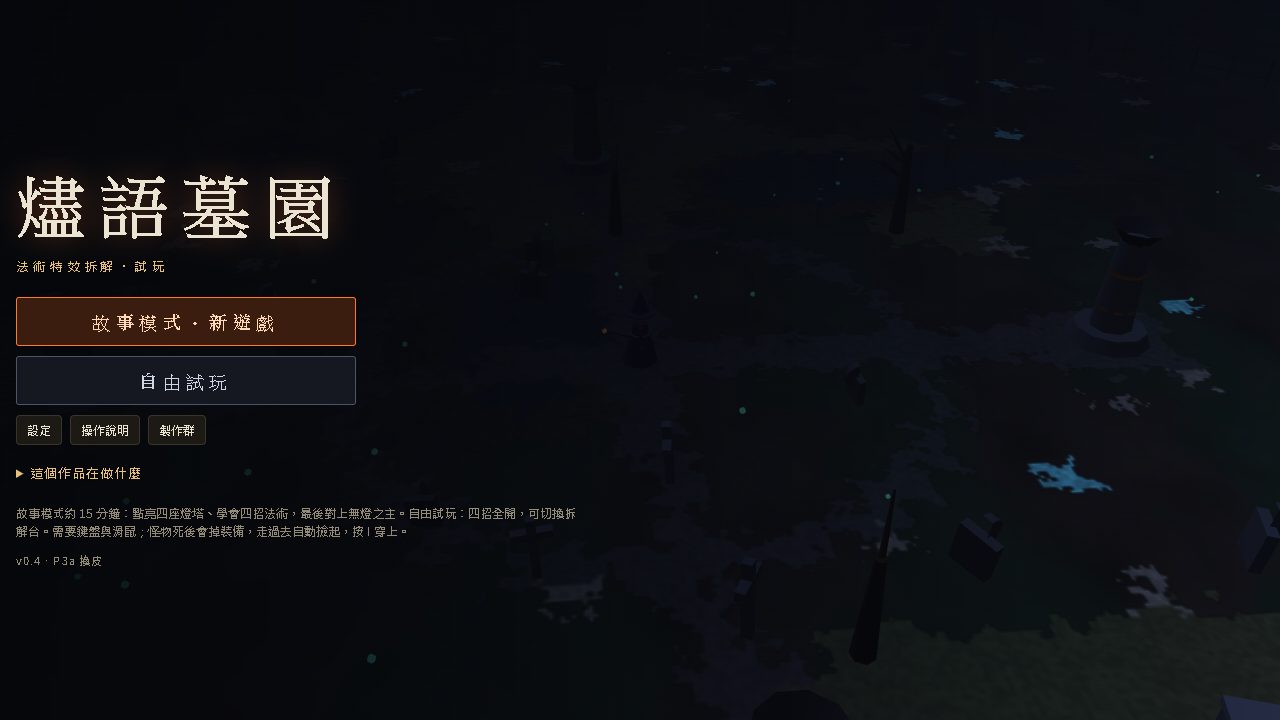 燼語墓園
法術特效拆解 · 試玩
故事模式 · 新遊戲
自由試玩
設定
操作說明
製作群
▶ 這個作品在做什麼
故事模式約 15 分鐘：點亮四座燈塔、學會四招法術，最後對上無燈之主。自由試玩：四招全開，可切換拆
解台。需要鍵盤與滑鼠；怪物死後會掉裝備，走過去自動撿起，按 I 穿上。
v0.4 · P3a 換皮